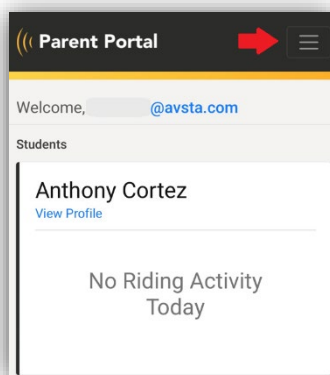 Parent Portal
Welcome, @avsta.com
Students
Anthony Cortez
View Profile
No Riding Activity
Today